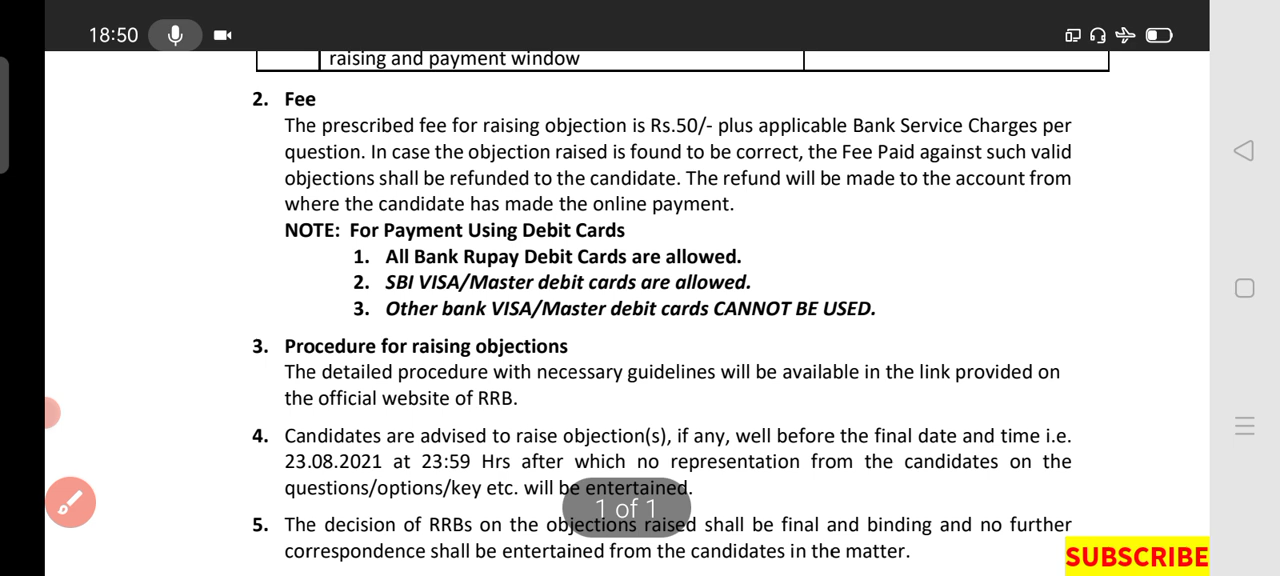 18:50
raising and payment window
2. Fee
The prescribed fee for raising objection is Rs.50/- plus applicable Bank Service Charges per
question. In case the objection raised is found to be correct, the Fee Paid against such valid
objections shall be refunded to the candidate. The refund will be made to the account from
where the candidate has made the online payment.
NOTE: For Payment Using Debit Cards
1. All Bank Rupay Debit Cards are allowed.
2. SBI VISA/Master debit cards are allowed.
3. Other bank VISA/Master debit cards CANNOT BE USED.
3. Procedure for raising objections
The detailed procedure with necessary guidelines will be available in the link provided on
the official website of RRB.
4. Candidates are advised to raise objection(s), if any, well before the final date and time i.e.
23.08.2021 at 23:59 Hrs after which no representation from the candidates on the
questions/options/key etc. will be entertained.
1 of 1
5. The decision of RRBs on the objections raised shall be final and binding and no further
correspondence shall be entertained from the candidates in the matter.
SUBSCRIBE